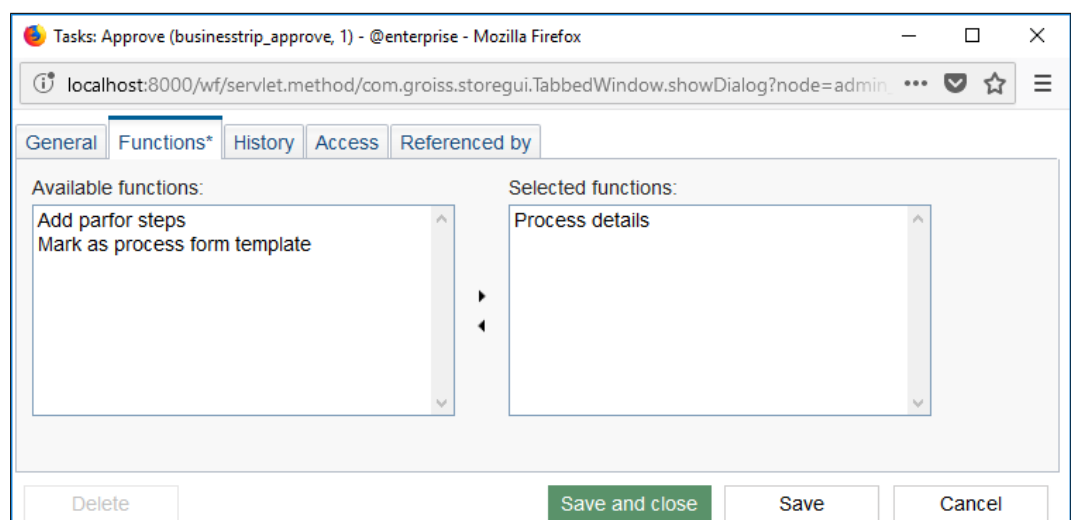 Tasks: Approve (businesstrip_approve, 1) - @enterprise - Mozilla Firefox
localhost:8000/wf/servlet.method/com.groiss.storegui.TabbedWindow.showDialog?node=admin_
General Functions* History Access Referenced by
Available functions: Selected functions:
Add parfor steps Process details
Mark as process form template
Delete Save and close Save Cancel